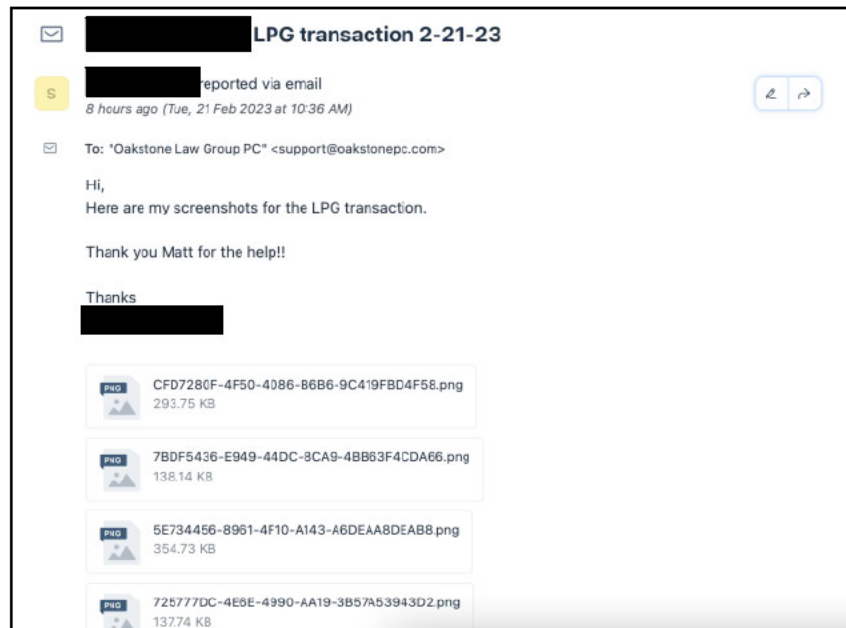 LPG transaction 2-21-23
S
reported via email
8 hours ago (Tue, 21 Feb 2023 at 10:36 AM)
To: "Oakstone Law Group PC" <support@oakstonepc.com>
Hi,
Here are my screenshots for the LPG transaction.
Thank you Matt for the help!!
Thanks
PNG
CFD7280F-4F50-4086-B6B6-9C419FBD4F58.png
293.75 KB
PNG
7BDF5436-E949-44DC-8CA9-4BB63F4CDA66.png
138.14 KB
PNG
5E734456-8961-4F10-A143-A6DEAA8DEAB8.png
354.73 KB
PNG
725777DC-4E6E-4990-AA19-3B57A53943D2.png
137.74 KB